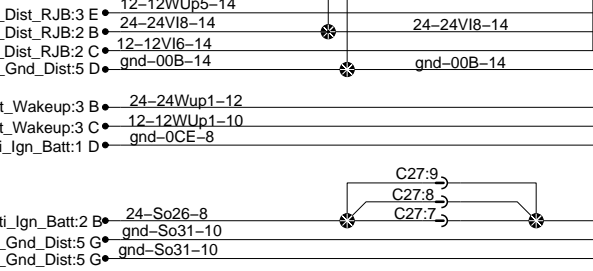 _Dist_RJB:3 E 12-12WUp5-14
_Dist_RJB:2 B 24-24VI8-14 24-24VI8-14
_Dist_RJB:2 C 12-12VI6-14
_Gnd_Dist:5 D gnd-00B-14 gnd-00B-14
t_Wakeup:3 B 24-24Wup1-12
t_Wakeup:3 C 12-12WUp1-10
i_Ign_Batt:1 D gnd-0CE-8
C27:9
C27:8
C27:7
ti_Ign_Batt:2 B 24-So26-8
_Gnd_Dist:5 G gnd-So31-10
_Gnd_Dist:5 G gnd-So31-10